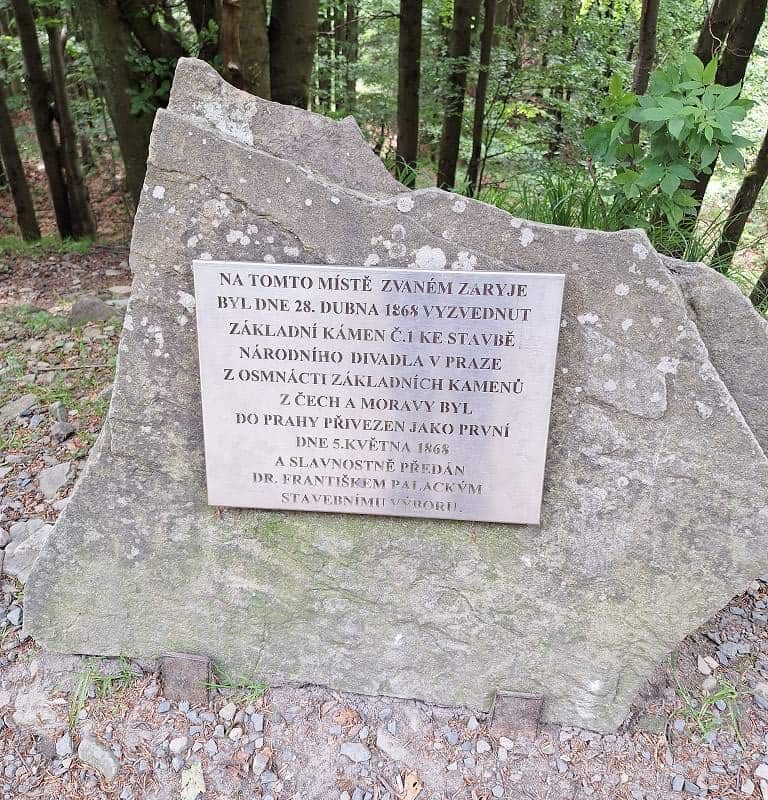 NA TOMTO MÍSTĚ ZVANÉM ZARYJE
BYL DNE 28. DUBNA 1868 VYZVEDNUT
ZÁKLADNÍ KÁMEN Č.1 KE STAVBĚ
NÁRODNÍHO DIVADLA V PRAZE
Z OSMNÁCTI ZÁKLADNÍCH KAMENŮ
Z ČECH A MORAVY BYL
DO PRAHY PŘIVEZEN JAKO PRVNÍ
DNE 5.KVĚTNA 1868
A SLAVNOSTNĚ PŘEDÁN
DR. FRANTIŠKEM PALACKÝM
STAVEBNÍMU VÝBORU.